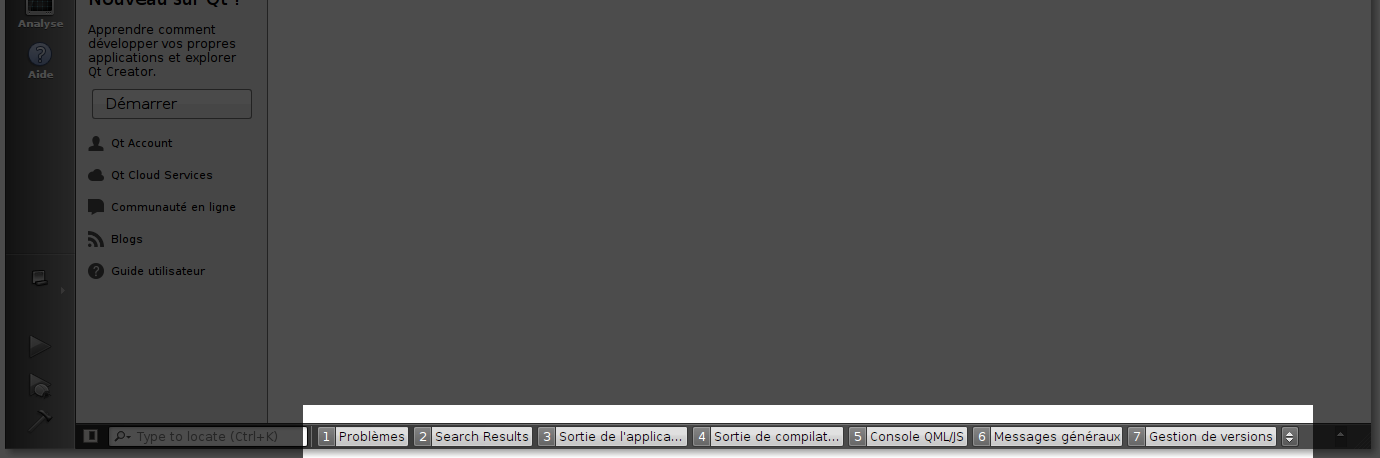 Nouveau sur Qt ?
Analyse
Apprendre comment
développer vos propres
applications et explorer
Qt Creator.
Aide
Démarrer
Qt Account
Qt Cloud Services
Communauté en ligne
Blogs
Guide utilisateur
Type to locate (Ctrl+K) 1 Problèmes 2 Search Results 3 Sortie de l'applica... 4 Sortie de compilat... 5 Console QML/JS 6 Messages généraux 7 Gestion de versions